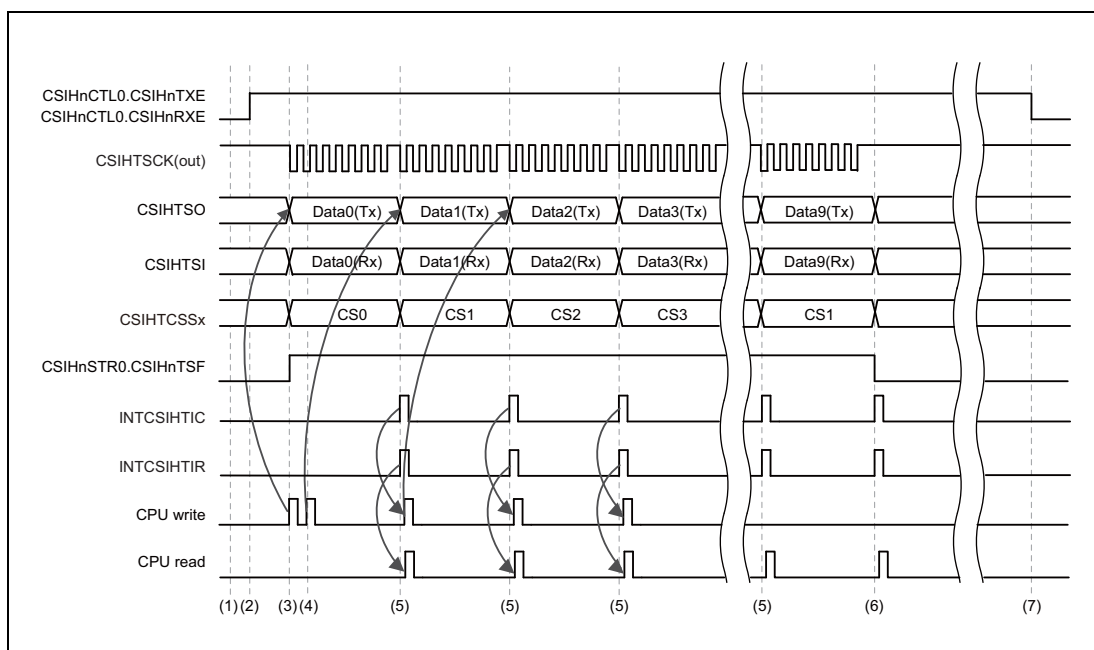 CSIHnCTL0.CSIHnTXE
CSIHnCTL0.CSIHnRXE
CSIHTSCK(out)
CSIHTSO Data0(Tx) Data1(Tx) Data2(Tx) Data3(Tx) Data9(Tx)
CSIHTSI Data0(Rx) Data1(Rx) Data2(Rx) Data3(Rx) Data9(Rx)
CSIHTCSSx CS0 CS1 CS2 CS3 CS1
CSIHnSTR0.CSIHnTSF
INTCSIHTIC
INTCSIHTIR
CPU write
CPU read
(1) (2) (3) (4) (5) (5) (5) (5) (6) (7)